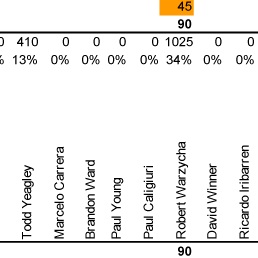 45
90
0 410 0 0 0 0 1025 0 0
% 13% 0% 0% 0% 0% 34% 0% 0%
Todd Yeagley
Marcelo Carrera
Brandon Ward
Paul Young
Paul Caligiuri
Robert Warzycha
David Winner
Ricardo Iribarren
90